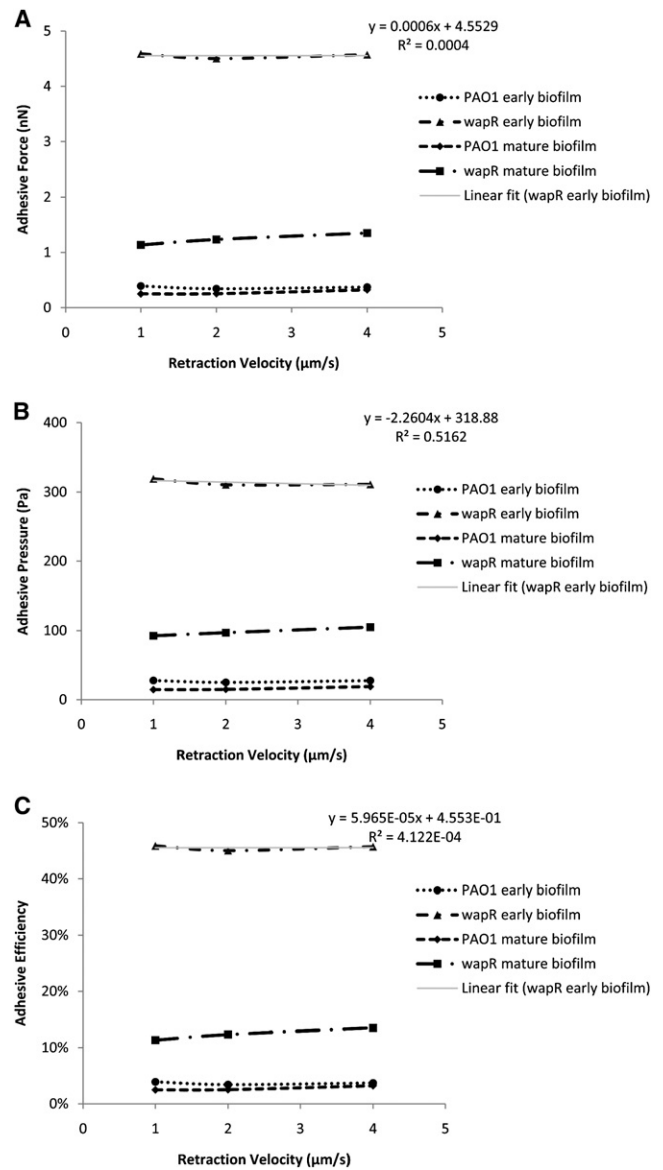 A
y = 0.0006x + 4.5529
R² = 0.0004
5
4
3
2
1
0
Adhesive Force (nN)
0 1 2 3 4 5
Retraction Velocity (µm/s)
PAO1 early biofilm
wapR early biofilm
PAO1 mature biofilm
wapR mature biofilm
Linear fit (wapR early biofilm)
B
y = -2.2604x + 318.88
R² = 0.5162
400
300
200
100
0
Adhesive Pressure (Pa)
0 1 2 3 4 5
Retraction Velocity (µm/s)
PAO1 early biofilm
wapR early biofilm
PAO1 mature biofilm
wapR mature biofilm
Linear fit (wapR early biofilm)
C
y = 5.965E-05x + 4.553E-01
R² = 4.122E-04
50%
40%
30%
20%
10%
0%
Adhesive Efficiency
0 1 2 3 4 5
Retraction Velocity (µm/s)
PAO1 early biofilm
wapR early biofilm
PAO1 mature biofilm
wapR mature biofilm
Linear fit (wapR early biofilm)